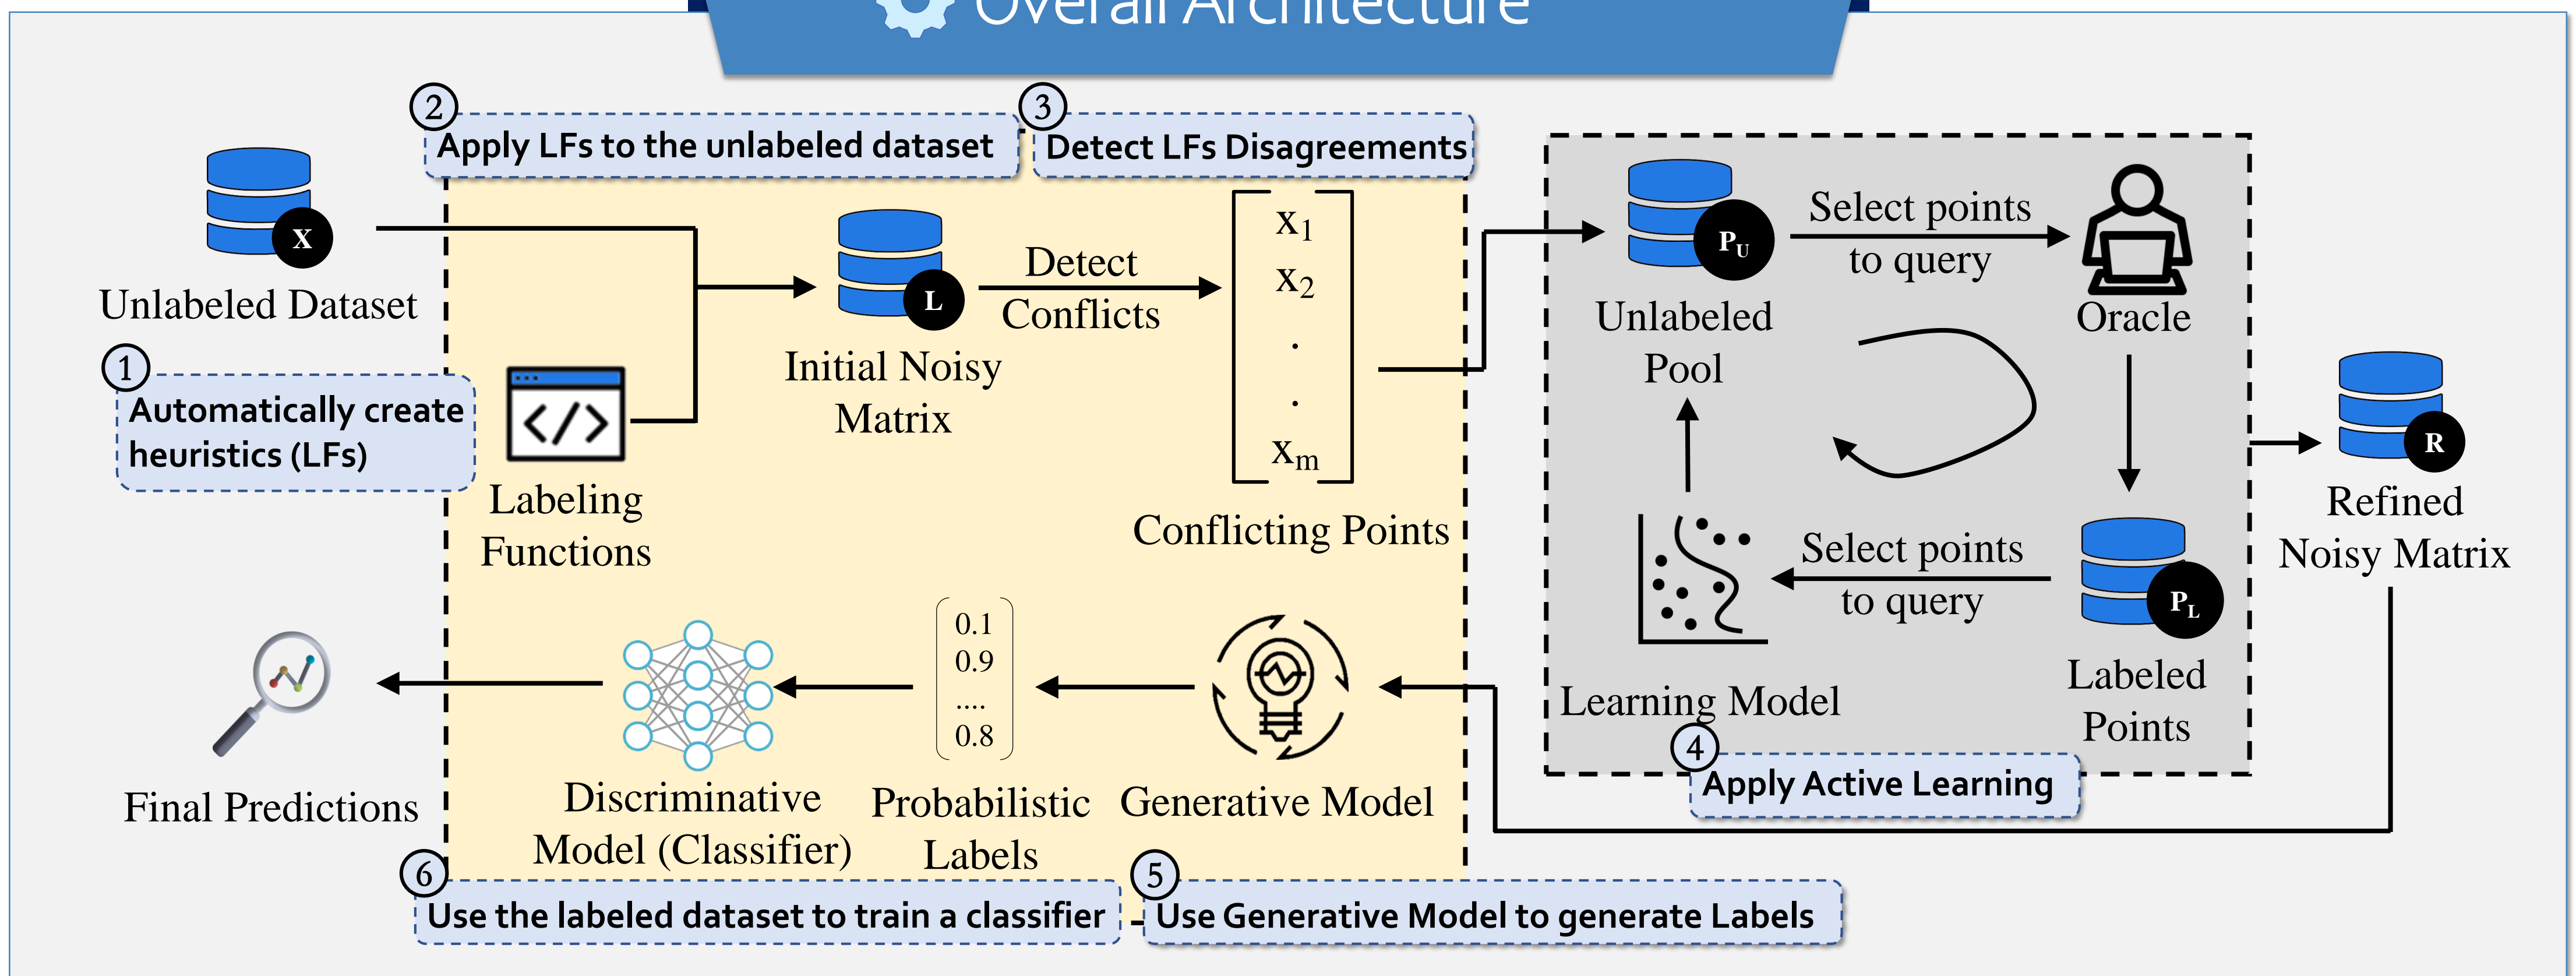 Overall Architecture
2
Apply LFs to the unlabeled dataset
3
Detect LFs Disagreements
X
Unlabeled Dataset
1
Automatically create
heuristics (LFs)
</>
Labeling
Functions
L
Initial Noisy
Matrix
Detect
Conflicts
x1
x2
.
.
xm
Conflicting Points
PU
Unlabeled
Pool
Select points
to query
Oracle
PL
Labeled
Points
Select points
to query
Learning Model
4
Apply Active Learning
R
Refined
Noisy Matrix
Generative Model
5
Use Generative Model to generate Labels
0.1
0.9
....
0.8
Probabilistic
Labels
Discriminative
Model (Classifier)
6
Use the labeled dataset to train a classifier
Final Predictions